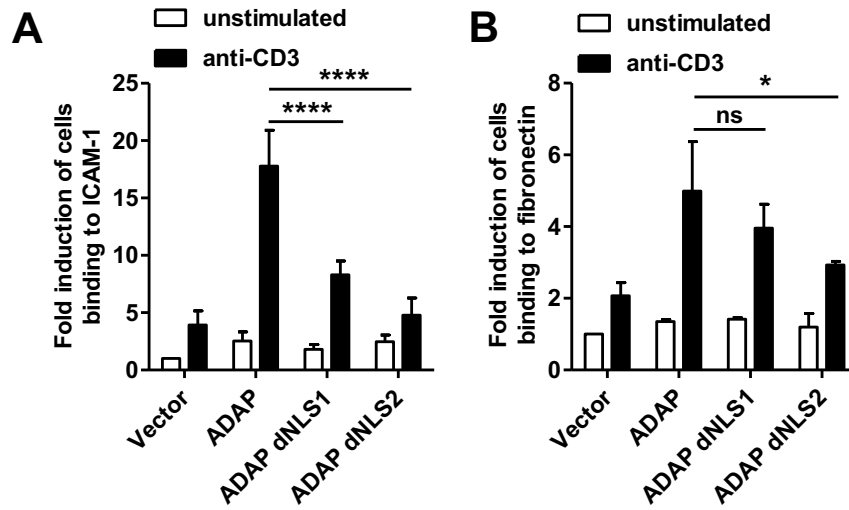 A
unstimulated
anti-CD3
****
****
25
20
15
10
5
0
Fold induction of cells
binding to ICAM-1
Vector
ADAP
ADAP dNLS1
ADAP dNLS2
B
unstimulated
anti-CD3
*
ns
8
6
4
2
0
Fold induction of cells
binding to fibronectin
Vector
ADAP
ADAP dNLS1
ADAP dNLS2